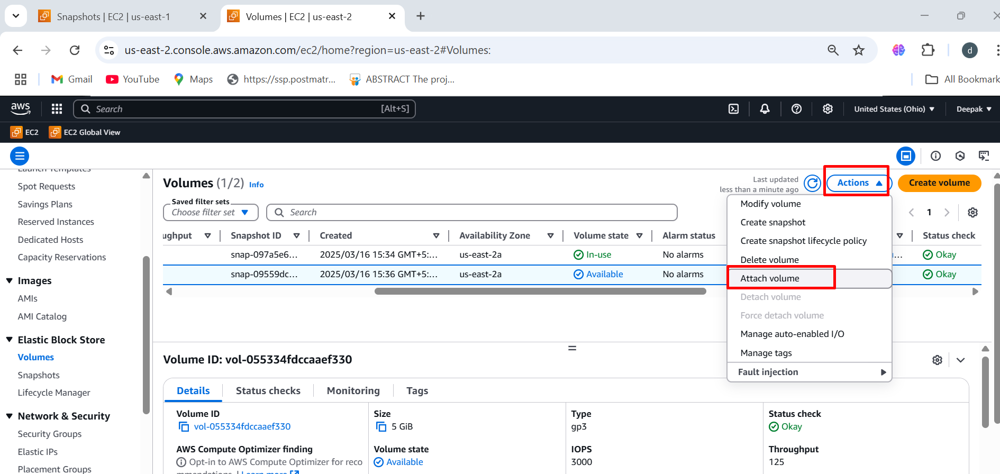 Snapshots | EC2 | us-east-1
Volumes | EC2 | us-east-2
us-east-2.console.aws.amazon.com/ec2/home?region=us-east-2#Volumes:
d
Gmail YouTube Maps https://ssp.postmatr... ABSTRACT The proj... All Bookmark
aws Search [Alt+S] United States (Ohio) Deepak
EC2 EC2 Global View
Launch Templates
Spot Requests
Savings Plans
Reserved Instances
Dedicated Hosts
Capacity Reservations
Images
AMIs
AMI Catalog
Elastic Block Store
Volumes
Snapshots
Lifecycle Manager
Network & Security
Security Groups
Elastic IPs
Placement Groups
Volumes (1/2) Info
Last updated
less than a minute ago
Actions
Create volume
Saved filter sets
Choose filter set
Search
1
ughput Snapshot ID Created Availability Zone Volume state Alarm status Status check
snap-097a5e6... 2025/03/16 15:34 GMT+5:... us-east-2a In-use No alarms ... Okay
snap-09559dc... 2025/03/16 15:36 GMT+5:... us-east-2a Available No alarms Okay
Modify volume
Create snapshot
Create snapshot lifecycle policy
Delete volume
Attach volume
Detach volume
Force detach volume
Manage auto-enabled I/O
Manage tags
Fault injection
Volume ID: vol-055334fdccaaef330
Details Status checks Monitoring Tags
Volume ID
vol-055334fdccaaef330
Size
5 GiB
Type
gp3
Status check
Okay
AWS Compute Optimizer finding
Opt-in to AWS Compute Optimizer for reco
mmendations. | Learn more
Volume state
Available
IOPS
3000
Throughput
125